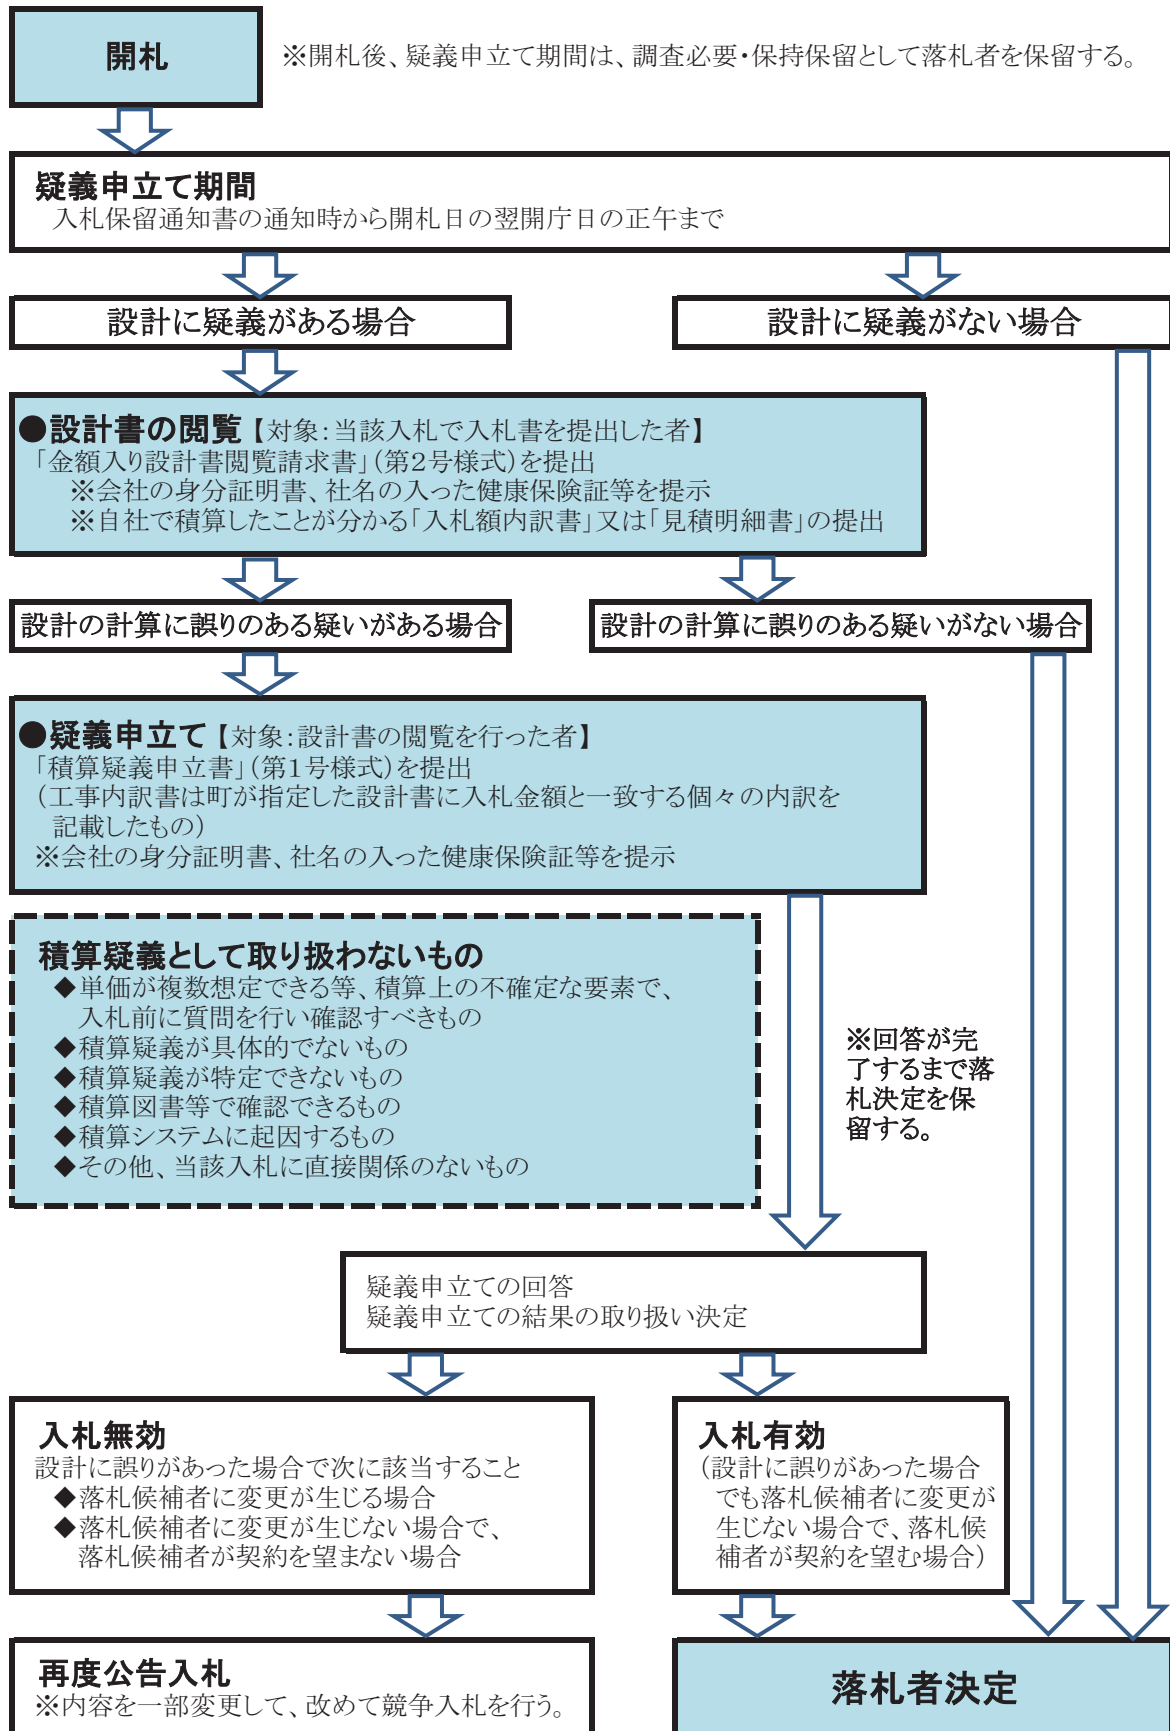 開札
※開札後、疑義申立て期間は、調査必要・保持保留として落札者を保留する。
疑義申立て期間
入札保留通知書の通知時から開札日の翌開庁日の正午まで
設計に疑義がある場合
設計に疑義がない場合
●設計書の閲覧【対象:当該入札で入札書を提出した者】
「金額入り設計書閲覧請求書」(第2号様式)を提出
※会社の身分証明書、社名の入った健康保険証等を提示
※自社で積算したことが分かる「入札額内訳書」又は「見積明細書」の提出
設計の計算に誤りのある疑いがある場合
設計の計算に誤りのある疑いがない場合
●疑義申立て【対象:設計書の閲覧を行った者】
「積算疑義申立書」(第1号様式)を提出
(工事内訳書は町が指定した設計書に入札金額と一致する個々の内訳を
記載したもの)
※会社の身分証明書、社名の入った健康保険証等を提示
積算疑義として取り扱わないもの
◆単価が複数想定できる等、積算上の不確定な要素で、
入札前に質問を行い確認すべきもの
◆積算疑義が具体的でないもの
◆積算疑義が特定できないもの
◆積算図書等で確認できるもの
◆積算システムに起因するもの
◆その他、当該入札に直接関係のないもの
※回答が完
了するまで落
札決定を保
留する。
疑義申立ての回答
疑義申立ての結果の取り扱い決定
入札無効
設計に誤りがあった場合で次に該当すること
◆落札候補者に変更が生じる場合
◆落札候補者に変更が生じない場合で、
落札候補者が契約を望まない場合
入札有効
(設計に誤りがあった場合
でも落札候補者に変更が
生じない場合で、落札候
補者が契約を望む場合)
再度公告入札
※内容を一部変更して、改めて競争入札を行う。
落札者決定